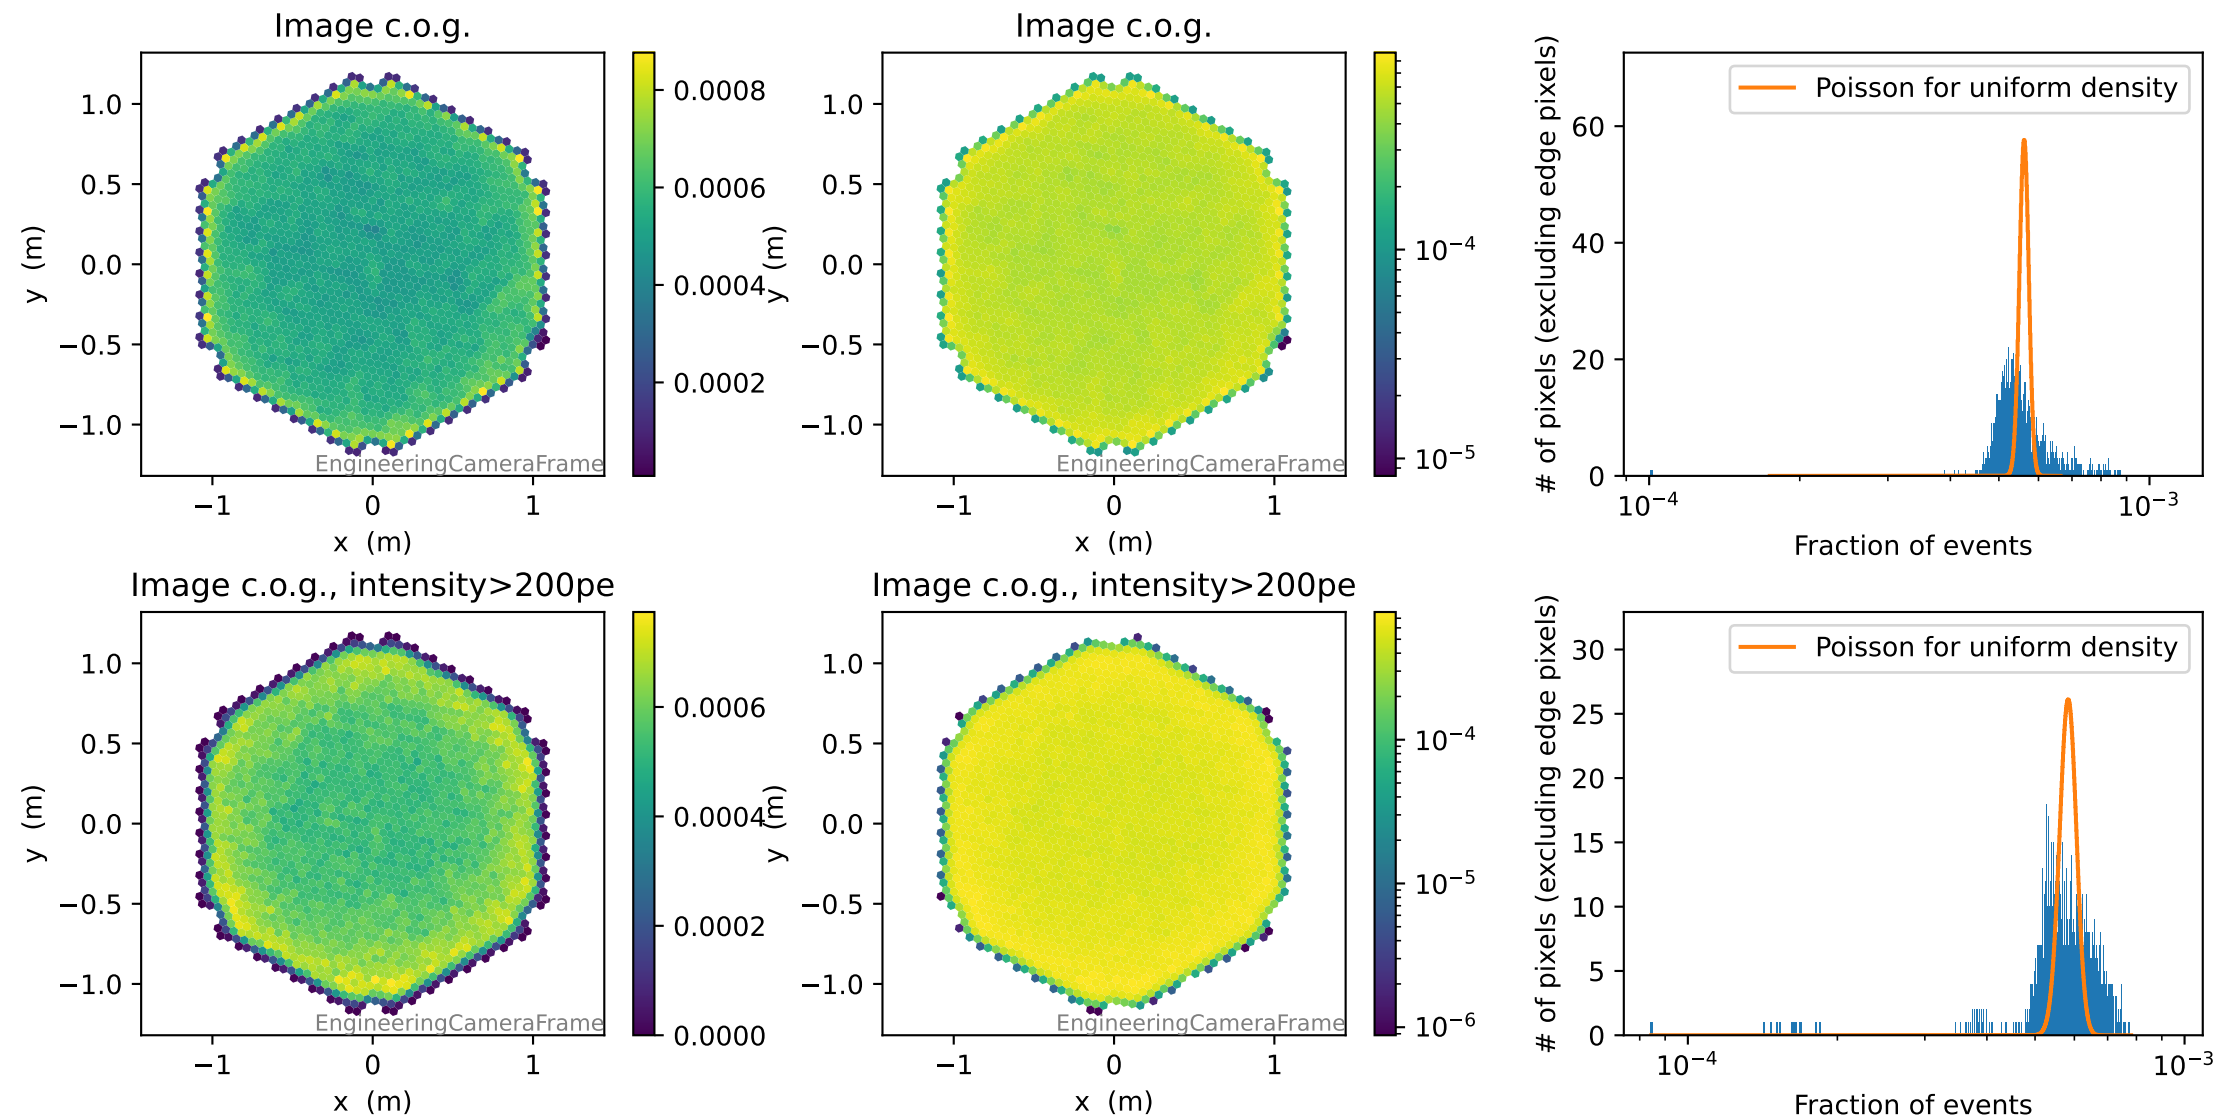 Image c.o.g.
1.0
0.5
0.0
−0.5
−1.0
y (m)
−1
0
1
x (m)
EngineeringCameraFrame
0.0008
0.0006
0.0004
0.0002
Image c.o.g.
1.0
0.5
0.0
−0.5
−1.0
y (m)
−1
0
1
x (m)
EngineeringCameraFrame
10⁻⁴
10⁻⁵
# of pixels (excluding edge pixels)
60
40
20
0
Poisson for uniform density
10⁻⁴
10⁻³
Fraction of events
Image c.o.g., intensity>200pe
1.0
0.5
0.0
−0.5
−1.0
y (m)
−1
0
1
x (m)
EngineeringCameraFrame
0.0006
0.0004
0.0002
0.0000
Image c.o.g., intensity>200pe
1.0
0.5
0.0
−0.5
−1.0
y (m)
−1
0
1
x (m)
EngineeringCameraFrame
10⁻⁴
10⁻⁵
10⁻⁶
# of pixels (excluding edge pixels)
30
25
20
15
10
5
0
Poisson for uniform density
10⁻⁴
10⁻³
Fraction of events